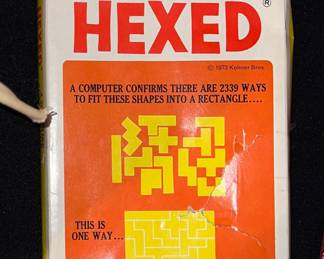 HEXED®
© 1973 Kohner Bros.
A COMPUTER CONFIRMS THERE ARE 2339 WAYS
TO FIT THESE SHAPES INTO A RECTANGLE....
THIS IS
ONE WAY...